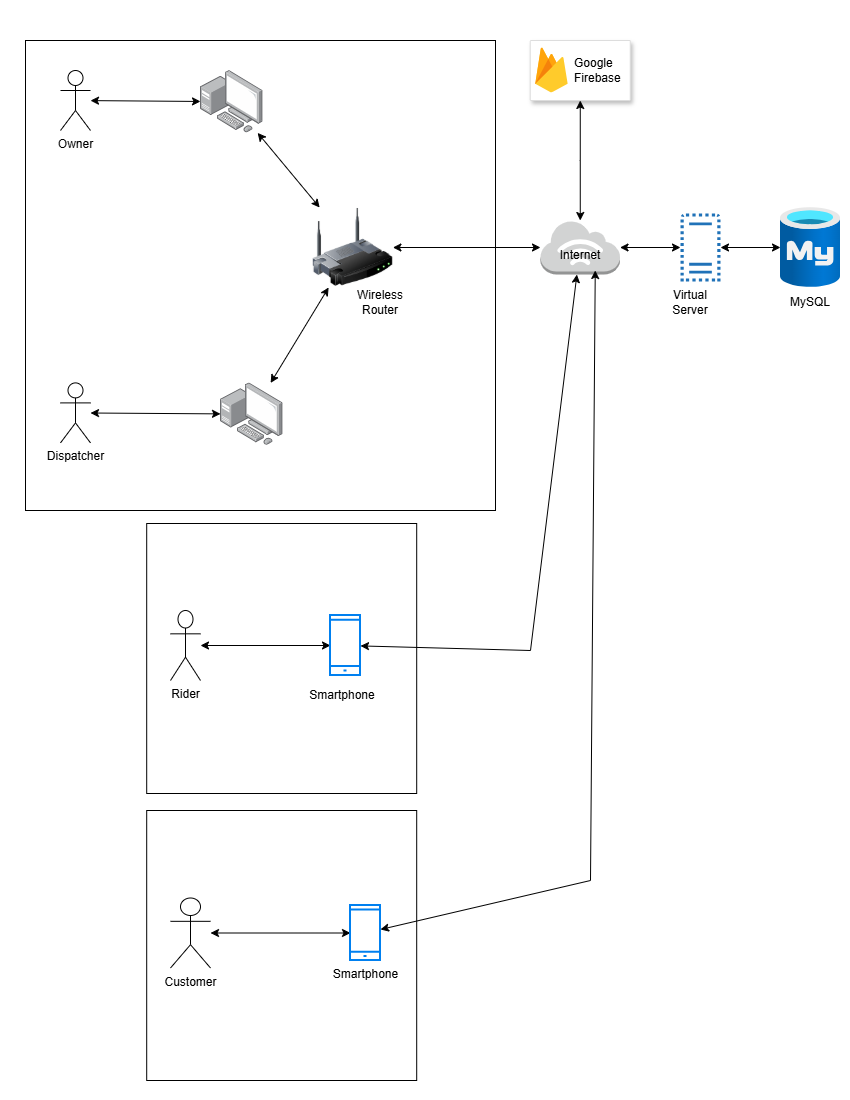 Google
Firebase
Owner
Internet
My
Wireless
Router
Virtual
Server
MySQL
Dispatcher
Rider
Smartphone
Customer
Smartphone